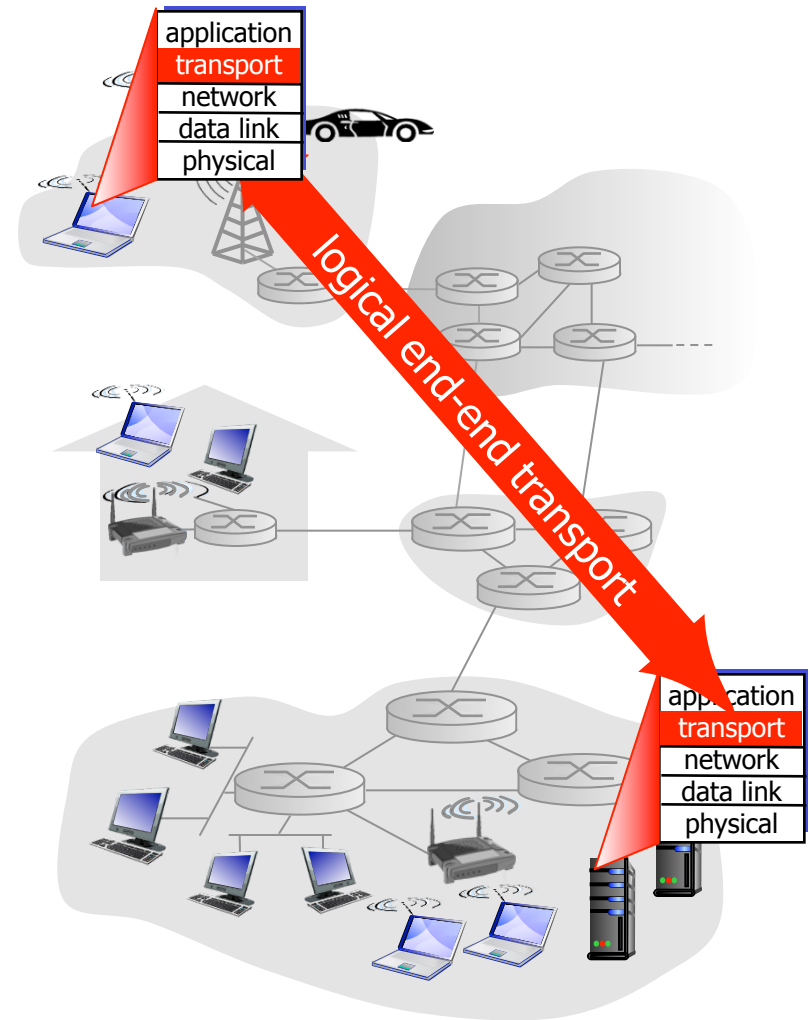 application
transport
network
data link
physical
logical end-end transport
application
transport
network
data link
physical